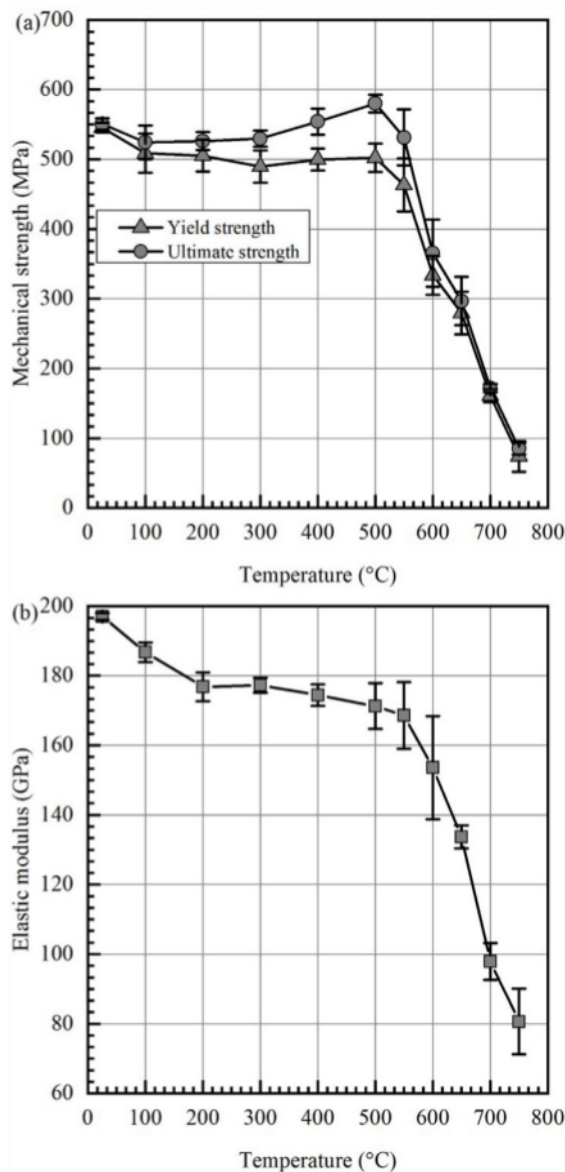 (a)
700
600
500
400
300
200
100
0
Mechanical strength (MPa)
Yield strength
Ultimate strength
0 100 200 300 400 500 600 700 800
Temperature (°C)
(b)
200
180
160
140
120
100
80
60
Elastic modulus (GPa)
0 100 200 300 400 500 600 700 800
Temperature (°C)